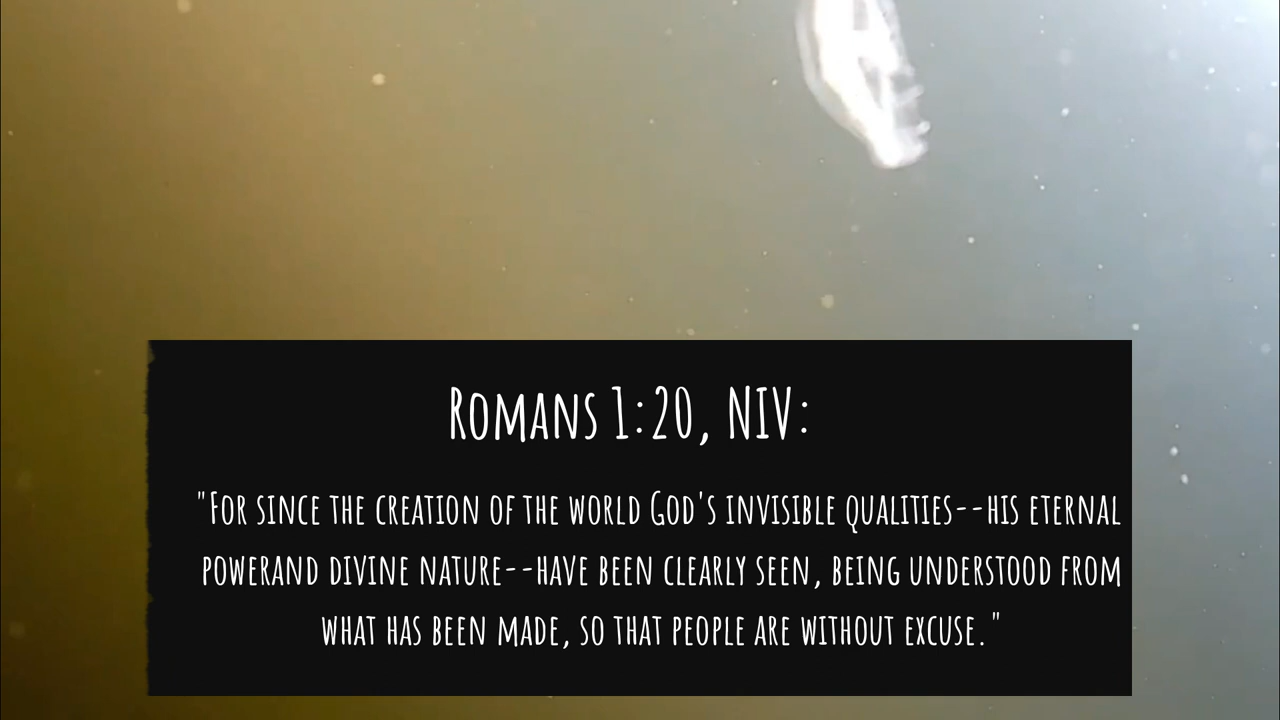 Romans 1:20, NIV:
"For since the creation of the world God's invisible qualities--his eternal
powerand divine nature--have been clearly seen, being understood from
what has been made, so that people are without excuse."